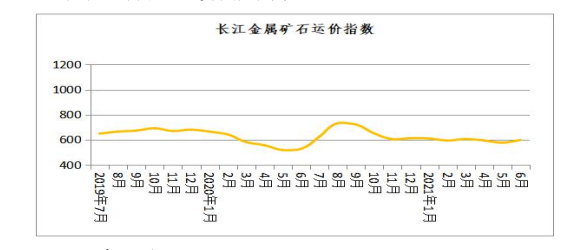 长江金属矿石运价指数
1200
1000
800
600
400
2019年7月
8月
9月
10月
11月
12月
2020年1月
2月
3月
4月
5月
6月
7月
8月
9月
10月
11月
12月
2021年1月
2月
3月
4月
5月
6月